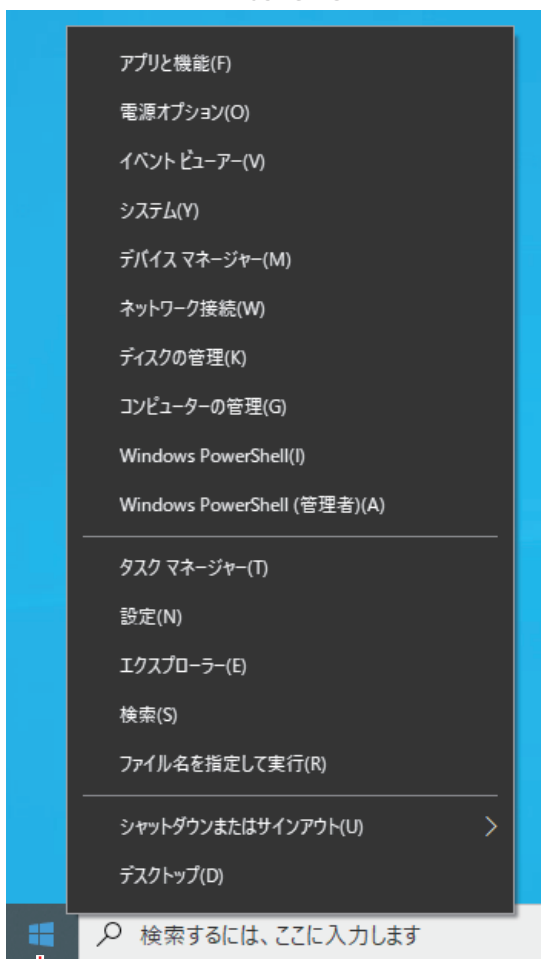 アプリと機能(F)
電源オプション(O)
イベント ビューアー(V)
システム(Y)
デバイス マネージャー(M)
ネットワーク接続(W)
ディスクの管理(K)
コンピューターの管理(G)
Windows PowerShell(I)
Windows PowerShell (管理者)(A)
タスク マネージャー(T)
設定(N)
エクスプローラー(E)
検索(S)
ファイル名を指定して実行(R)
シャットダウンまたはサインアウト(U)
デスクトップ(D)
検索するには、ここに入力します